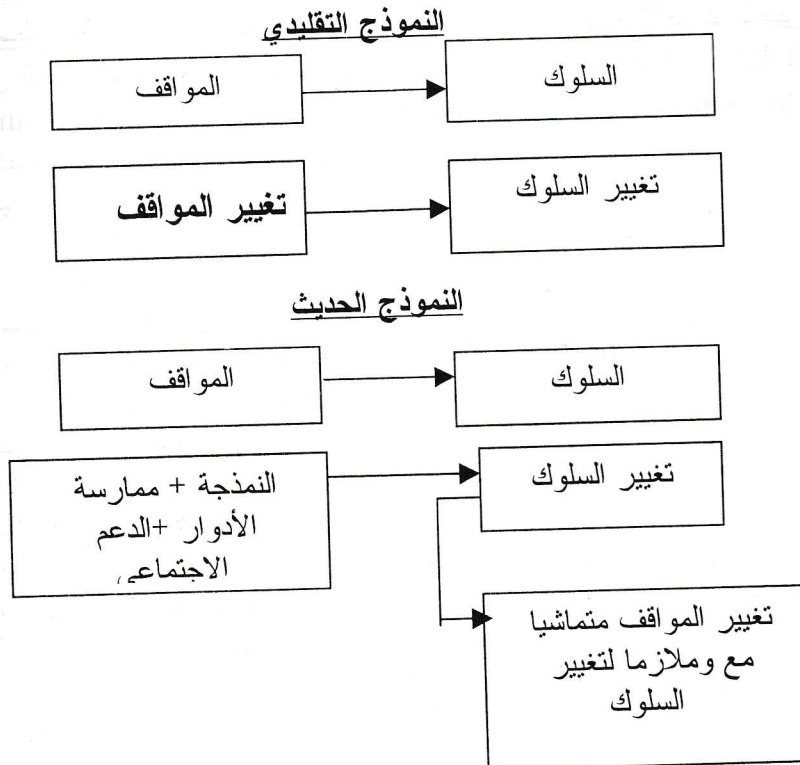 النموذج التقليدي
المواقف
السلوك
تغيير المواقف
تغيير السلوك
النموذج الحديث
المواقف
السلوك
النمذجة + ممارسة
الأدوار +الدعم
الاجتماعي
تغيير السلوك
تغيير المواقف متماشيا
مع وملازما لتغيير
السلوك